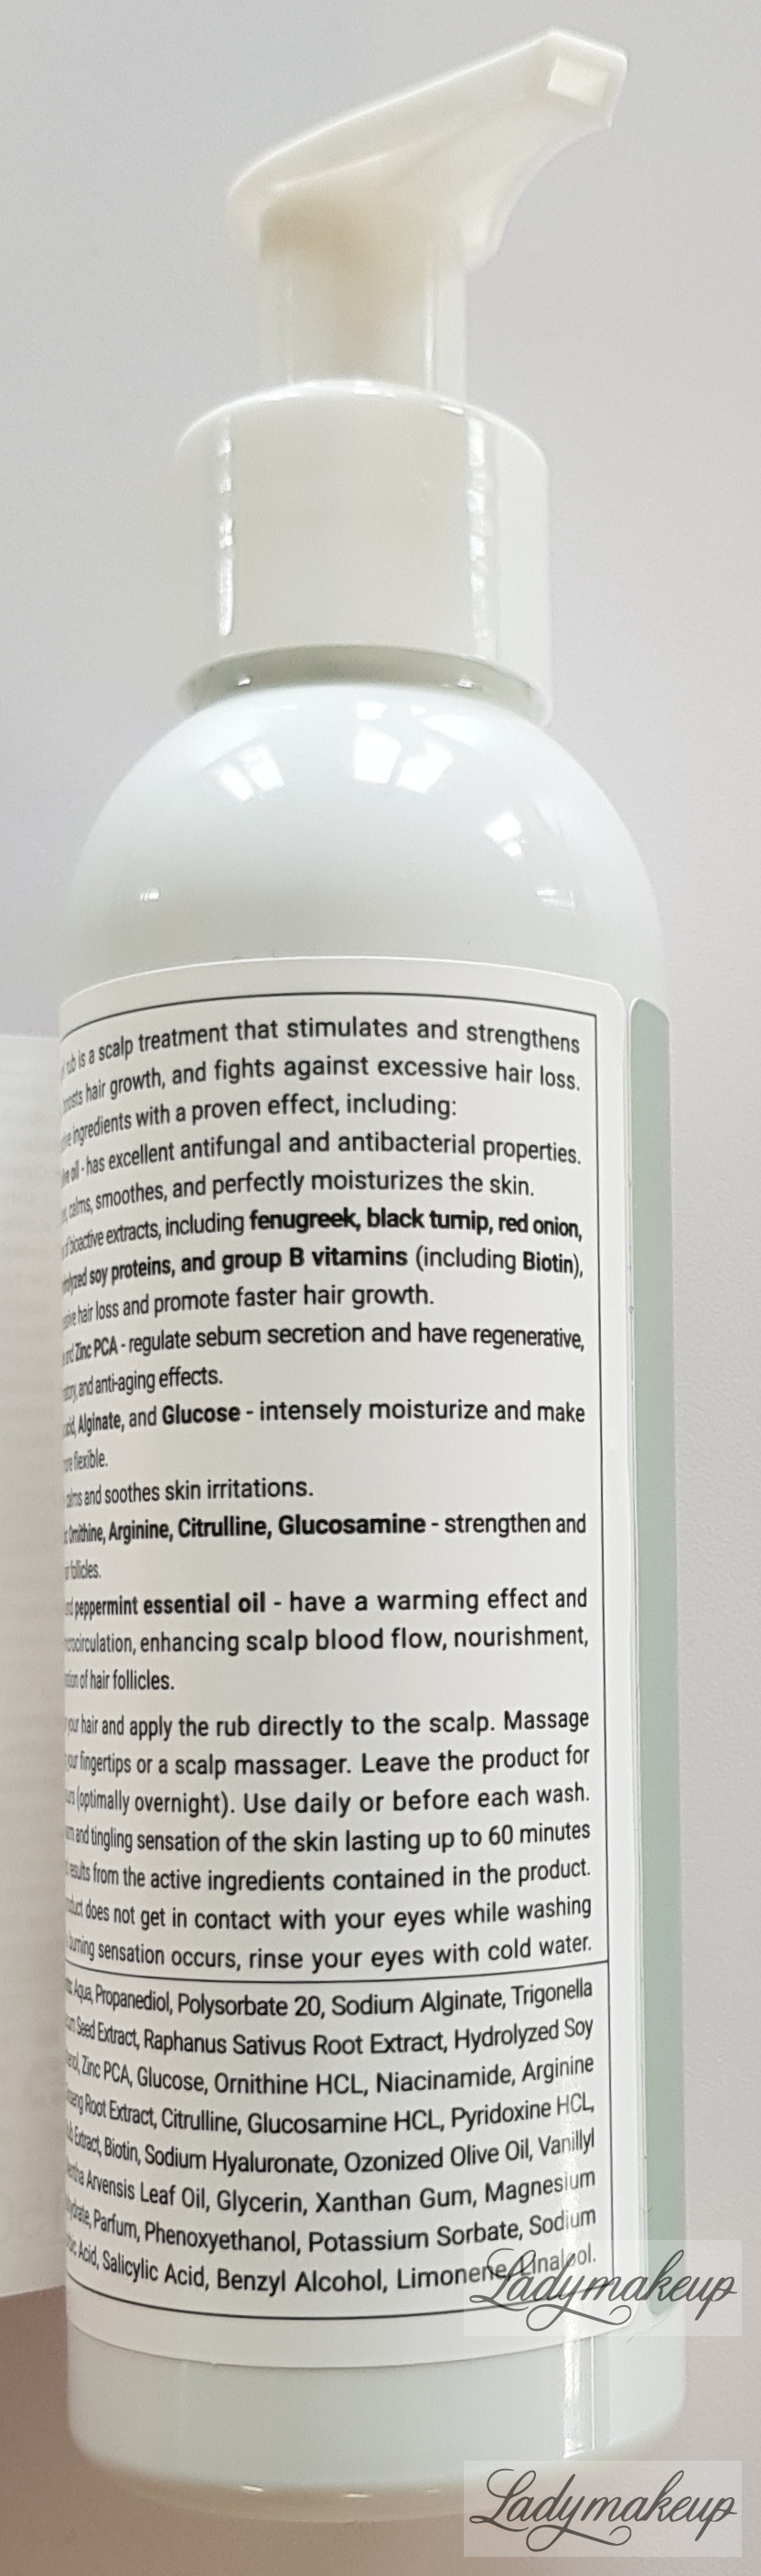 is a scalp treatment that stimulates and strengthens
hair growth, and fights against excessive hair loss.
ingredients with a proven effect, including:
oil - has excellent antifungal and antibacterial properties.
calms, smoothes, and perfectly moisturizes the skin.
bioactive extracts, including fenugreek, black turnip, red onion,
soy proteins, and group B vitamins (including Biotin),
hair loss and promote faster hair growth.
Zinc PCA - regulate sebum secretion and have regenerative,
and anti-aging effects.
Alginate, and Glucose - intensely moisturize and make
flexible.
and soothes skin irritations.
Ornithine, Arginine, Citrulline, Glucosamine - strengthen and
follicles.
peppermint essential oil - have a warming effect and
enhancing scalp blood flow, nourishment,
of hair follicles.
hair and apply the rub directly to the scalp. Massage
fingertips or a scalp massager. Leave the product for
(optimally overnight). Use daily or before each wash.
and tingling sensation of the skin lasting up to 60 minutes
results from the active ingredients contained in the product.
does not get in contact with your eyes while washing
burning sensation occurs, rinse your eyes with cold water.
Aqua, Propanediol, Polysorbate 20, Sodium Alginate, Trigonella
Seed Extract, Raphanus Sativus Root Extract, Hydrolyzed Soy
Zinc PCA, Glucose, Ornithine HCL, Niacinamide, Arginine
Root Extract, Citrulline, Glucosamine HCL, Pyridoxine HCL,
Extract, Biotin, Sodium Hyaluronate, Ozonized Olive Oil, Vanillyl
Arvensis Leaf Oil, Glycerin, Xanthan Gum, Magnesium
Parfum, Phenoxyethanol, Potassium Sorbate, Sodium
Acid, Salicylic Acid, Benzyl Alcohol, Limonene, Linalool.
Ladymakeup
Ladymakeup